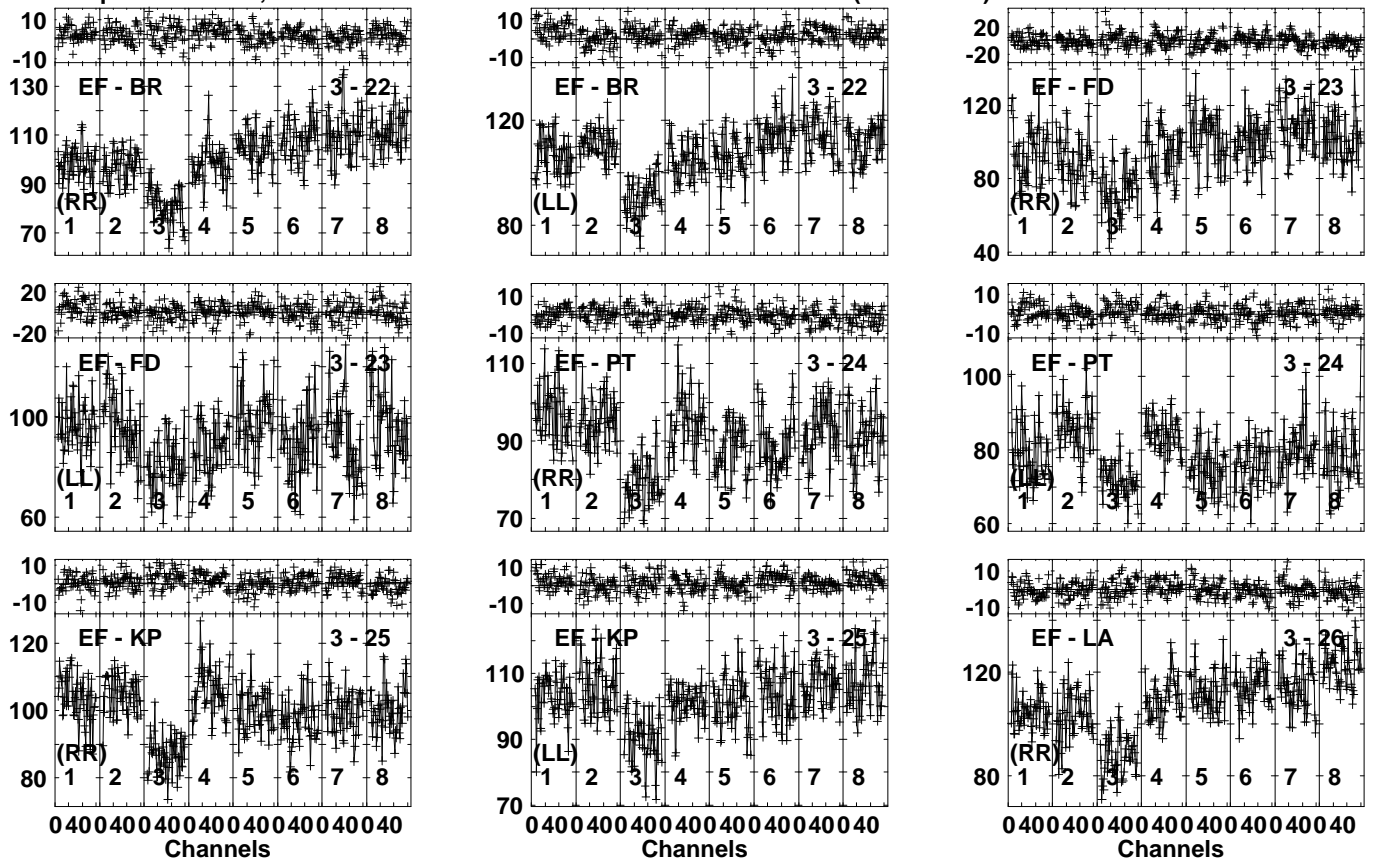 10 10 20
-10 -10 -20
130 EF - BR 3 - 22 EF - BR 3 - 22 EF - FD 3 - 23
120 120
110
90 80
(RR) (LL) (RR)
1 2 3 4 5 6 7 8 1 2 3 4 5 6 7 8 1 2 3 4 5 6 7 8
70 80 40
20 10 10
-20 -10 -10
EF - FD 3 - 23 EF - PT 3 - 24 EF - PT 3 - 24
110 100
100 90 80
(LL) (RR) (LL)
1 2 3 4 5 6 7 8 1 2 3 4 5 6 7 8 1 2 3 4 5 6 7 8
60 70 60
10 10 10
-10 -10 -10
120 EF - KP 3 - 25 EF - KP 3 - 25 EF - LA 3 - 26
110 120
100 90
(RR) (LL) (RR)
80 1 2 3 4 5 6 7 8 1 2 3 4 5 6 7 8 80 1 2 3 4 5 6 7 8
70
0 40 0 40 0 40 0 40 0 40 0 40 0 40 0 40 0 40 0 40 0 40 0 40 0 40 0 40 0 40 0 40 0 40 0 40 0 40 0 40 0 40 0 40 0 40 0 40
Channels Channels Channels